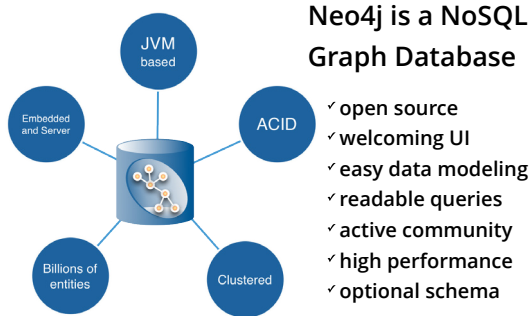 Neo4j is a NoSQL
Graph Database
JVM
based
Embedded
and Server
ACID
Billions of
entities
Clustered
✓ open source
✓ welcoming UI
✓ easy data modeling
✓ readable queries
✓ active community
✓ high performance
✓ optional schema